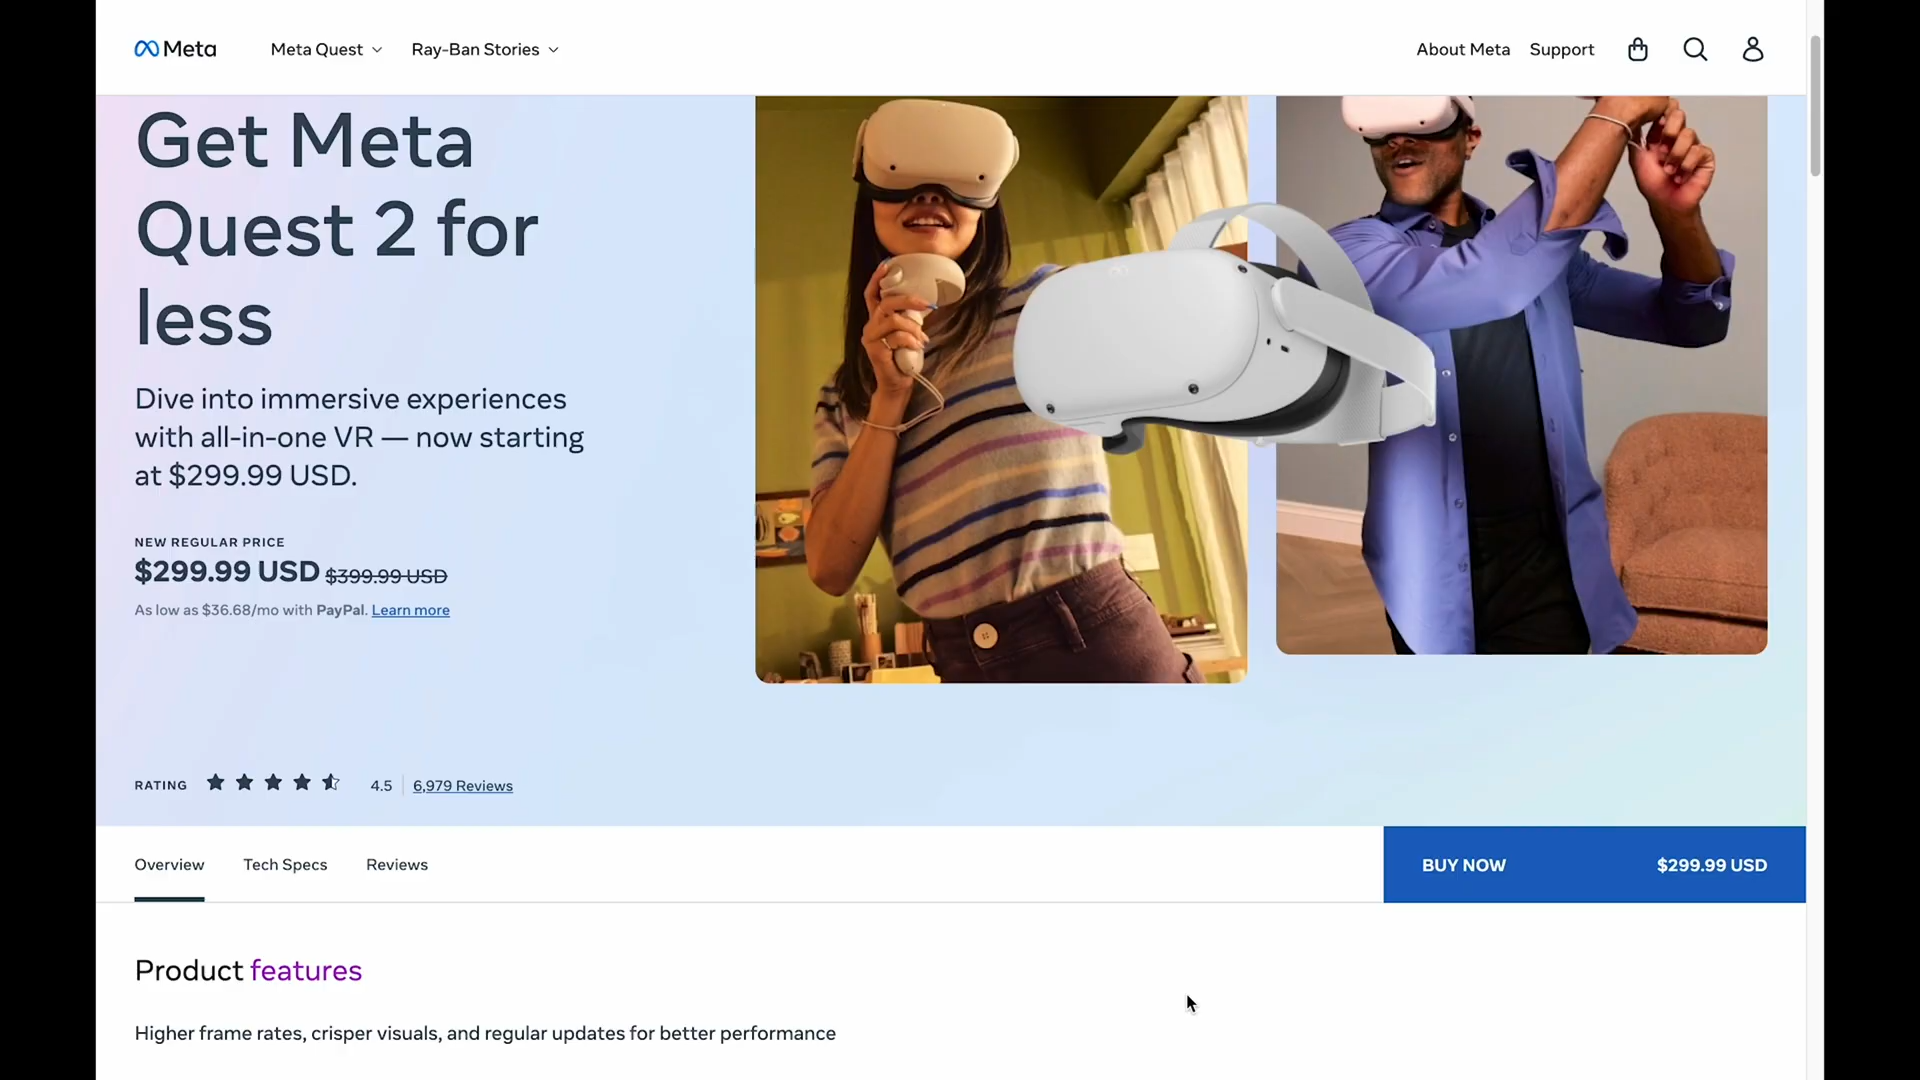 Meta
Meta Quest
Ray-Ban Stories
About Meta
Support
Get Meta
Quest 2 for
less
Dive into immersive experiences
with all-in-one VR — now starting
at $299.99 USD.
NEW REGULAR PRICE
$299.99 USD $399.99 USD
As low as $36.68/mo with PayPal. Learn more
RATING 4.5 6,979 Reviews
Overview
Tech Specs
Reviews
BUY NOW $299.99 USD
Product features
Higher frame rates, crisper visuals, and regular updates for better performance